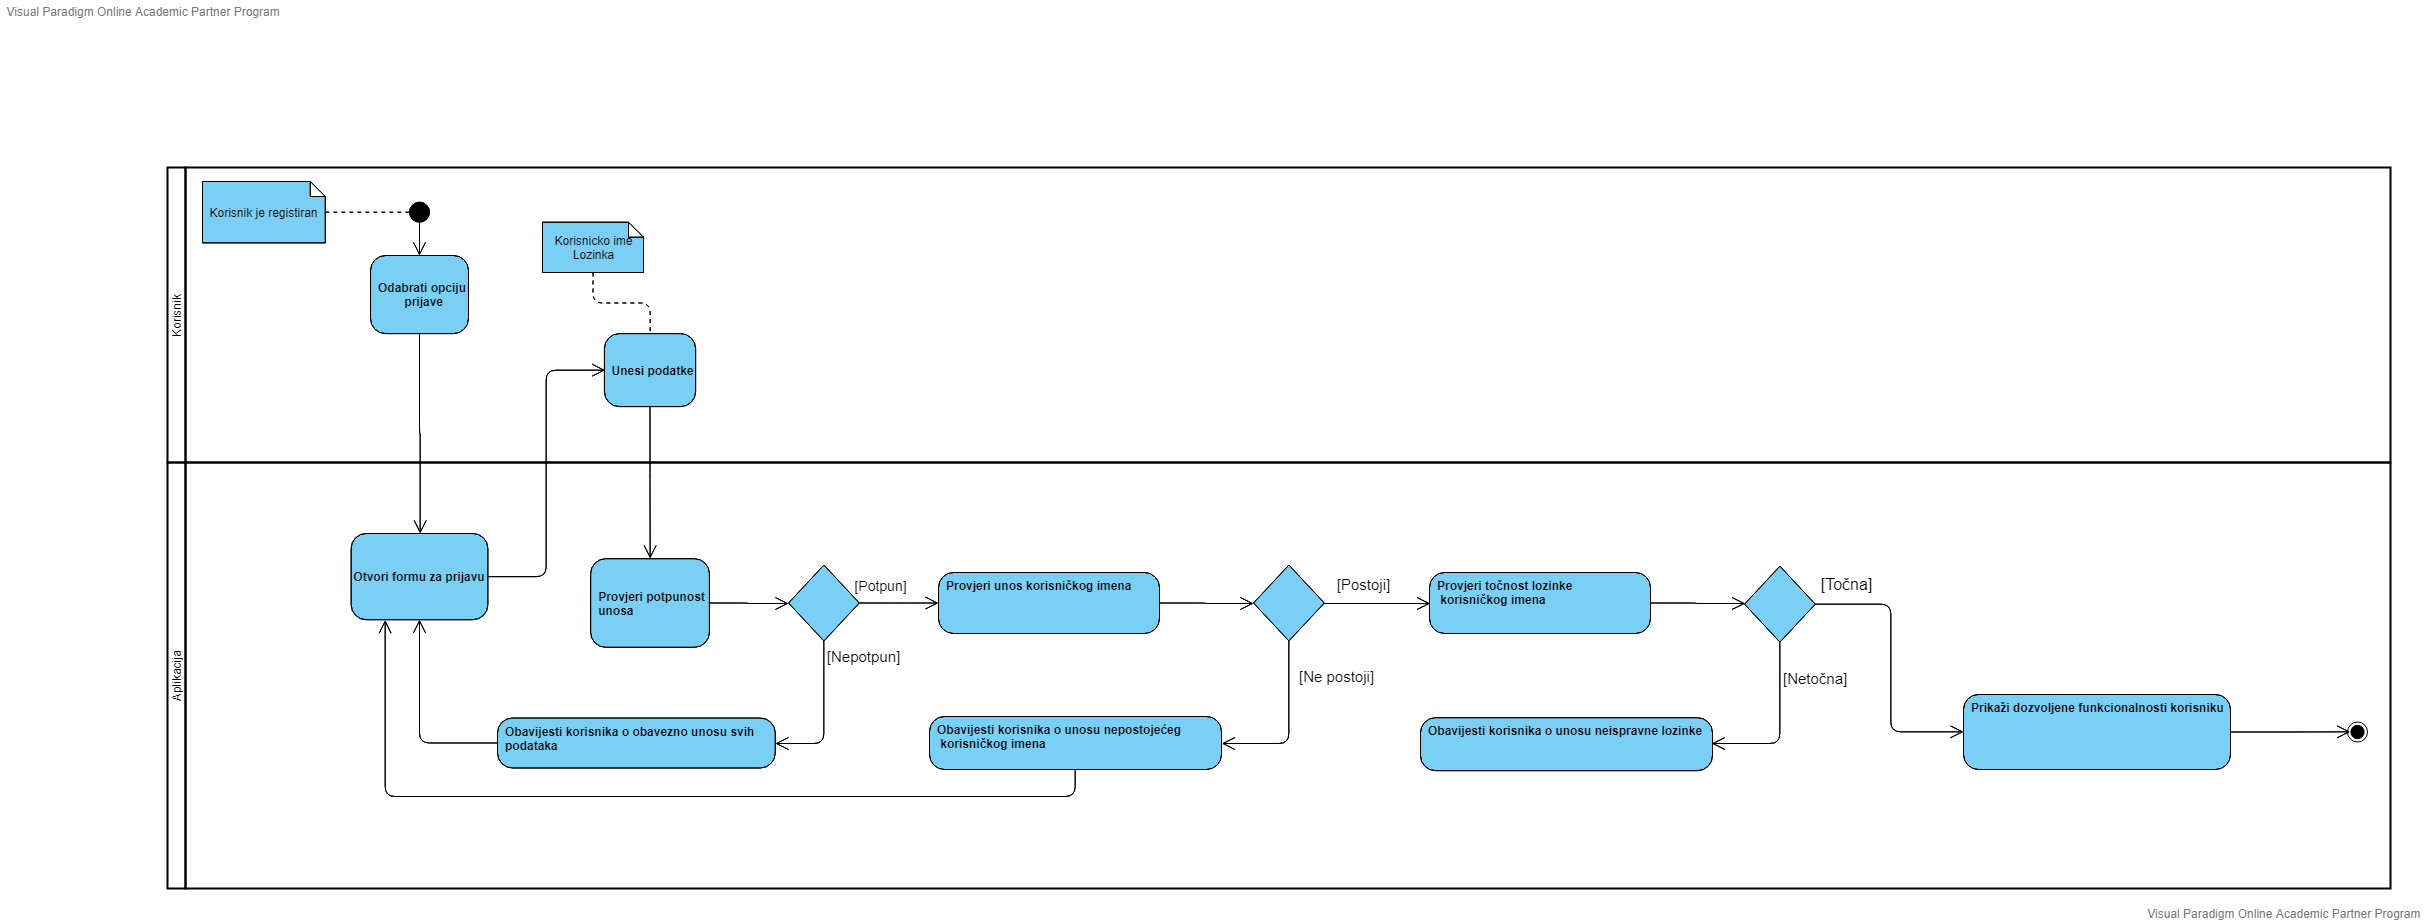 Visual Paradigm Online Academic Partner Program
Korisnik
Korisnik je registiran
Korisnicko ime
Lozinka
Odabrati opciju
prijave
Unesi podatke
Aplikacija
Otvori formu za prijavu
Provjeri potpunost
unosa
[Potpun]
[Nepotpun]
Provjeri unos korisničkog imena
[Postoji]
[Ne postoji]
Provjeri točnost lozinke
korisničkog imena
[Točna]
[Netočna]
Obavijesti korisnika o obavezno unosu svih
podataka
Obavijesti korisnika o unosu nepostojećeg
korisničkog imena
Obavijesti korisnika o unosu neispravne lozinke
Prikaži dozvoljene funkcionalnosti korisniku
Visual Paradigm Online Academic Partner Program